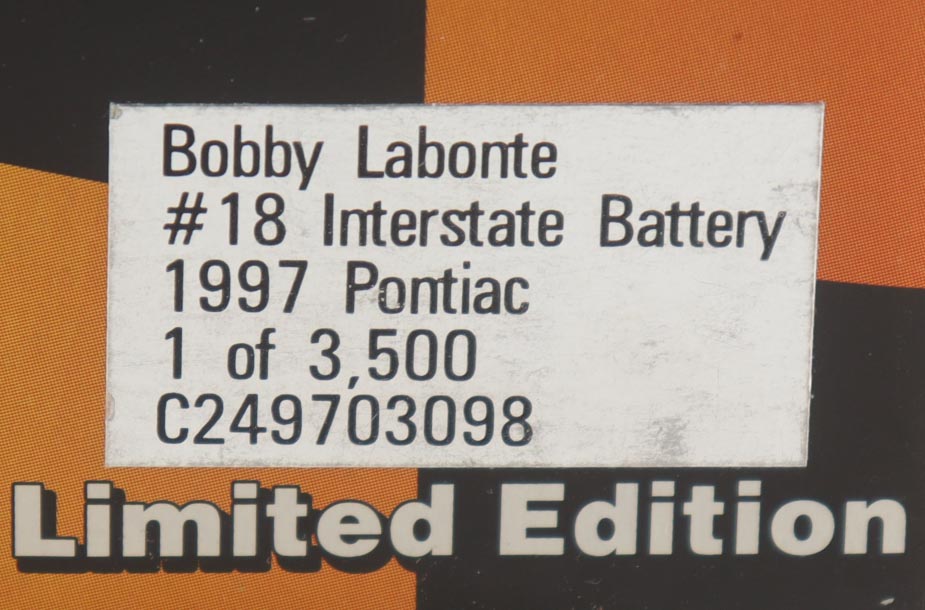 Bobby Labonte
#18 Interstate Battery
1997 Pontiac
1 of 3,500
C249703098
Limited Edition